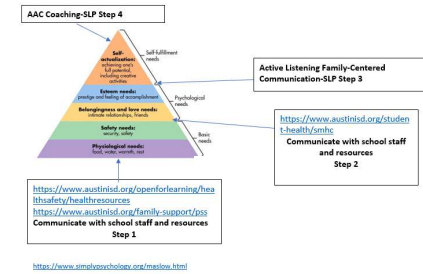 AAC Coaching-SLP Step 4
Self-
actualization:
achieving one's
full potential,
including creative
activities
Self-fulfillment
needs
Esteem needs:
prestige and feeling of accomplishment
Psychological
needs
Belongingness and love needs:
intimate relationships, friends
Safety needs:
security, safety
Basic
needs
Physiological needs:
food, water, warmth, rest
Active Listening Family-Centered
Communication-SLP Step 3
https://www.austinisd.org/studen
t-health/smhc
Communicate with school staff
and resources
Step 2
https://www.austinisd.org/openforlearning/hea
lthsafety/healthresources
https://www.austinisd.org/family-support/pss
Communicate with school staff and resources
Step 1
https://www.simplypsychology.org/maslow.html